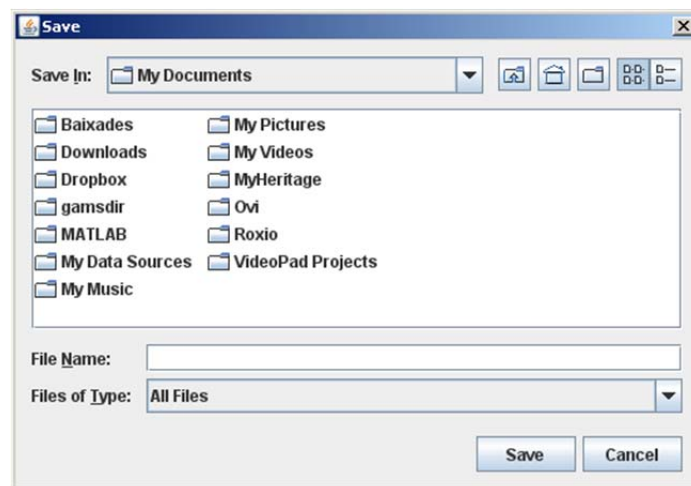 Save
Save In: My Documents
Baixades
Downloads
Dropbox
gamsdir
MATLAB
My Data Sources
My Music
My Pictures
My Videos
MyHeritage
Ovi
Roxio
VideoPad Projects
File Name:
Files of Type: All Files
Save Cancel